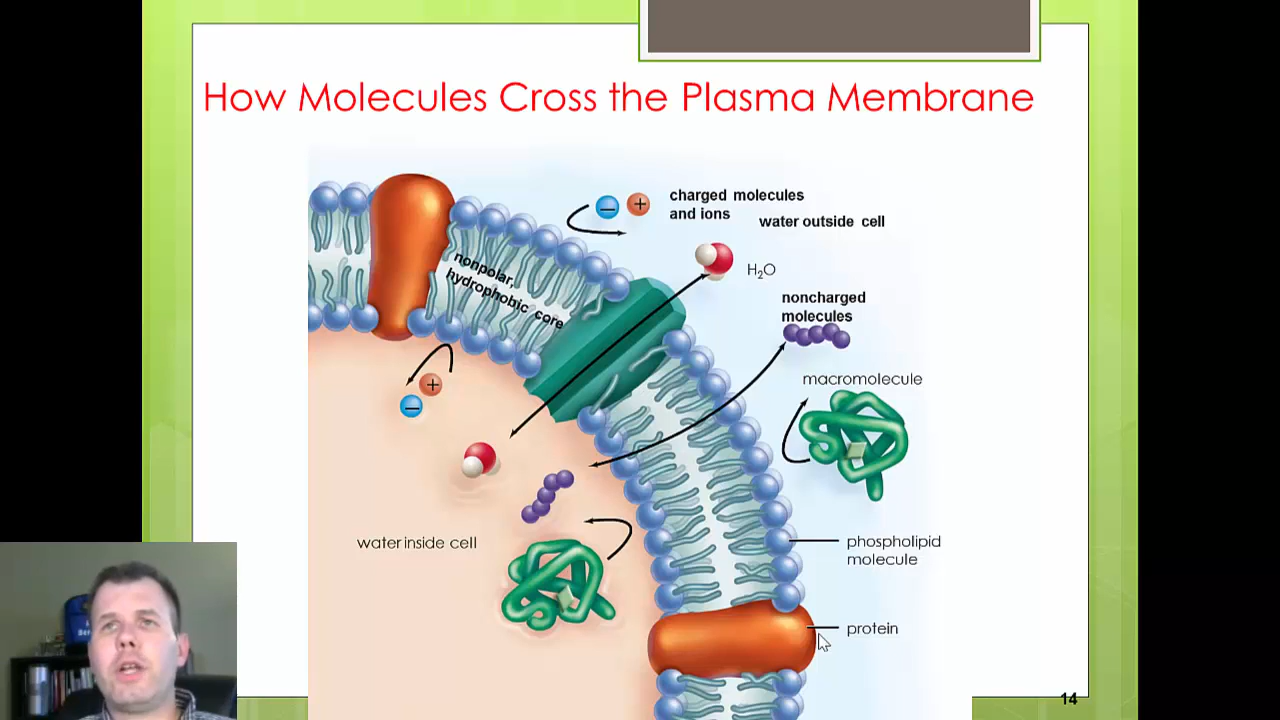 How Molecules Cross the Plasma Membrane
charged molecules
and ions
water outside cell
H₂O
nonpolar,
hydrophobic core
noncharged
molecules
macromolecule
water inside cell
phospholipid
molecule
protein
14